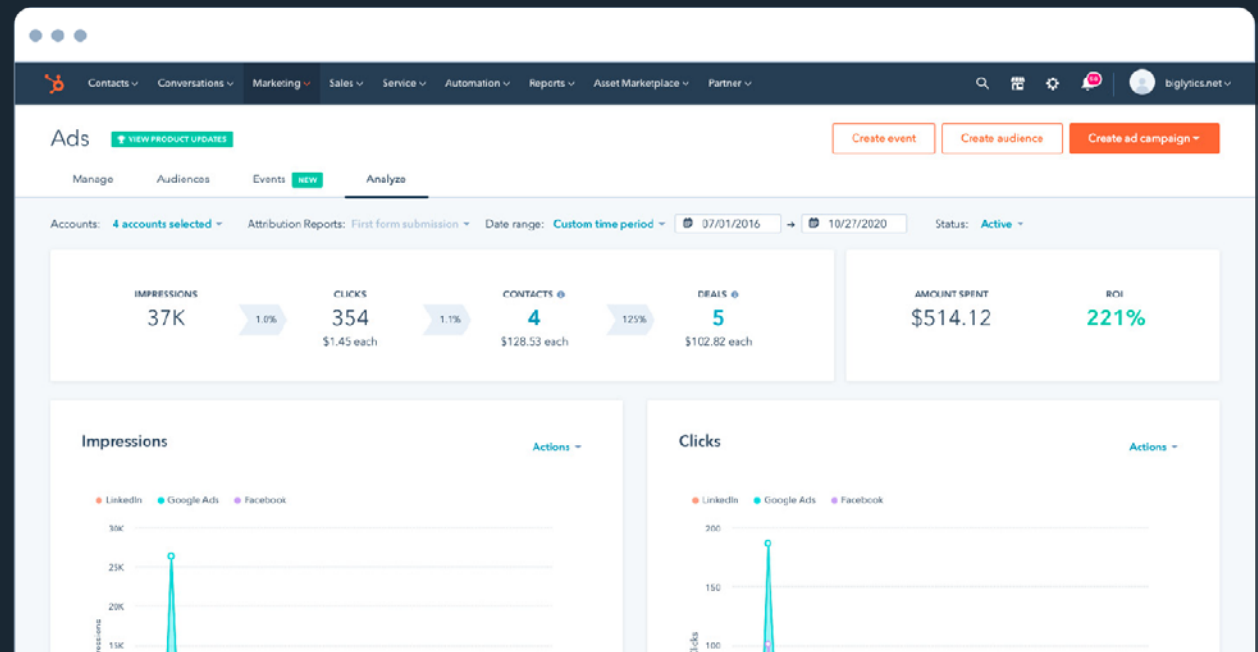 Contacts Conversations Marketing Sales Service Automation Reports Asset Marketplace Partner biglytics.net
Ads VIEW PRODUCT UPDATES Create event Create audience Create ad campaign
Manage Audiences Events NEW Analyze
Accounts: 4 accounts selected Attribution Reports: First form submission Date range: Custom time period 07/01/2016 → 10/27/2020 Status: Active
IMPRESSIONS CLICKS CONTACTS DEALS AMOUNT SPENT ROI
37K 1.0% 354 1.1% 4 125% 5 $514.12 221%
$1.45 each $128.53 each $102.82 each
Impressions Actions Clicks Actions
LinkedIn Google Ads Facebook LinkedIn Google Ads Facebook
30K 200
25K
150
20K
15K 100